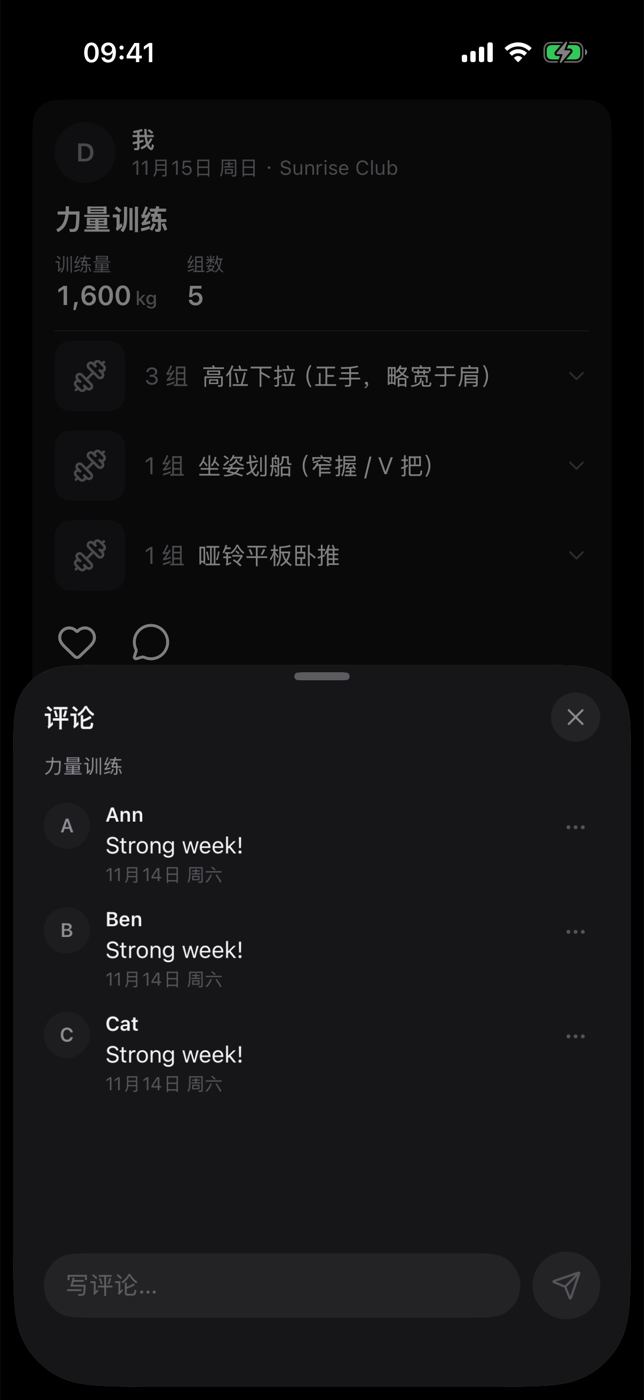 09:41
D
我
11月15日 周日 · Sunrise Club
力量训练
训练量
组数
1,600 kg
5
3 组 高位下拉（正手，略宽于肩）
1 组 坐姿划船（窄握 / V 把）
1 组 哑铃平板卧推
评论
力量训练
A
Ann
Strong week!
11月14日 周六
B
Ben
Strong week!
11月14日 周六
C
Cat
Strong week!
11月14日 周六
写评论...